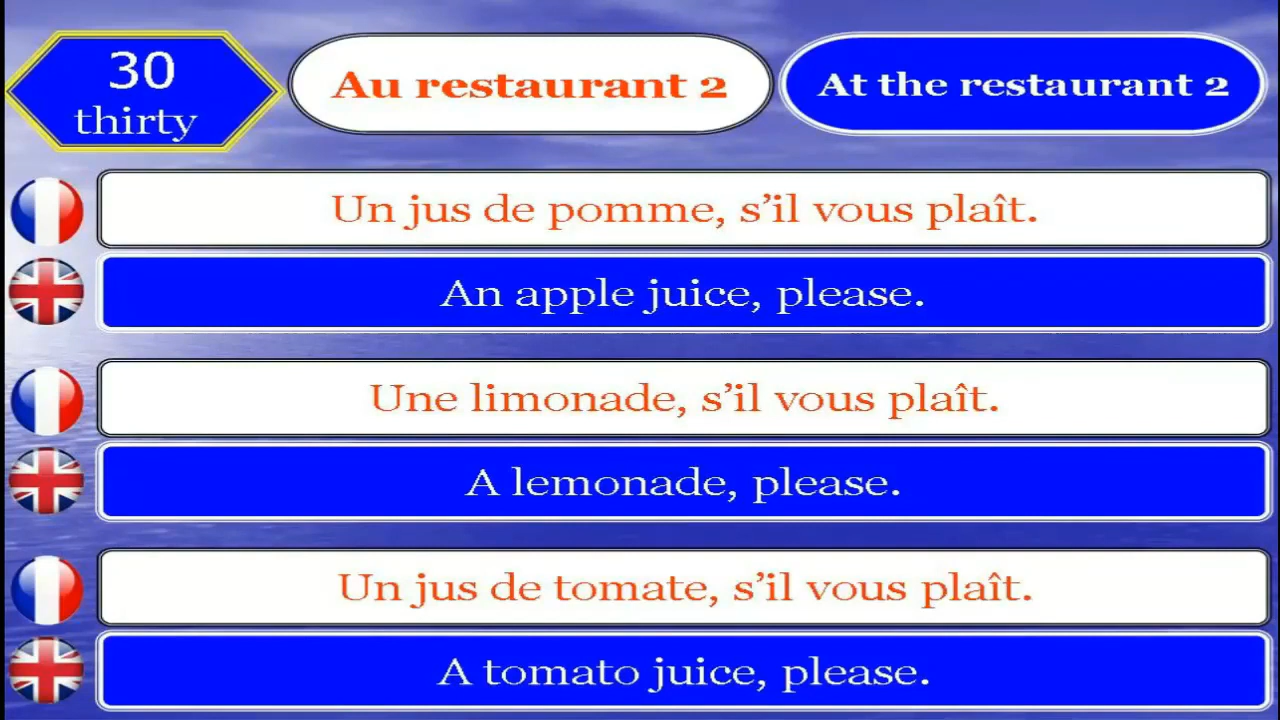 30
thirty
Au restaurant 2
At the restaurant 2
Un jus de pomme, s’il vous plaît.
An apple juice, please.
Une limonade, s’il vous plaît.
A lemonade, please.
Un jus de tomate, s’il vous plaît.
A tomato juice, please.